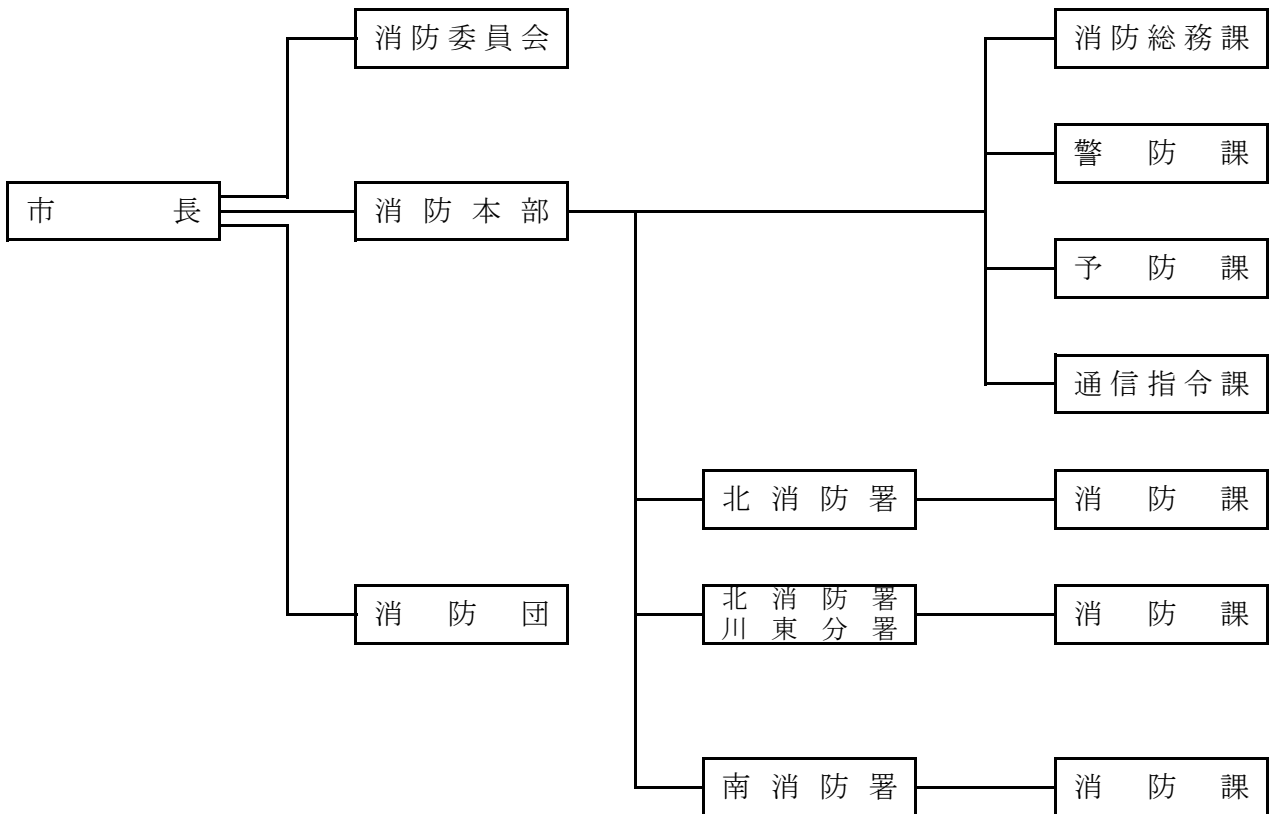 消防委員会
消防総務課
警防課
市長
消防本部
予防課
通信指令課
北消防署
消防課
消防団
北消防署
川東分署
消防課
南消防署
消防課